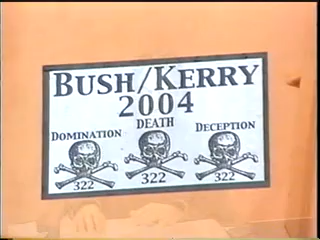 BUSH/KERRY
2004
DOMINATION DEATH DECEPTION
322 322 322